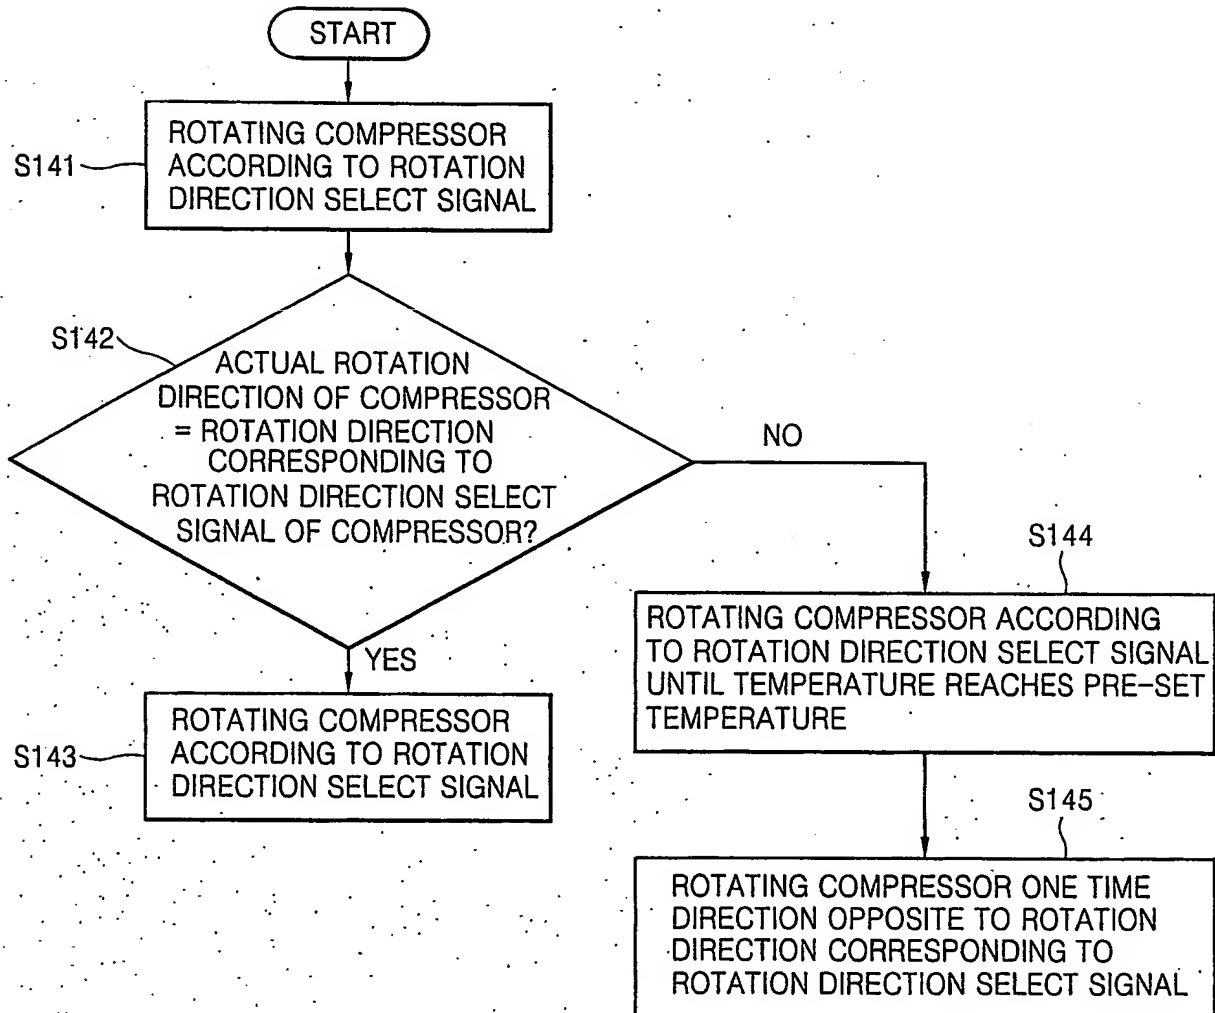 START
S141
ROTATING COMPRESSOR
ACCORDING TO ROTATION
DIRECTION SELECT SIGNAL
S142
ACTUAL ROTATION
DIRECTION OF COMPRESSOR
= ROTATION DIRECTION
CORRESPONDING TO
ROTATION DIRECTION SELECT
SIGNAL OF COMPRESSOR?
NO
YES
S143
ROTATING COMPRESSOR
ACCORDING TO ROTATION
DIRECTION SELECT SIGNAL
S144
ROTATING COMPRESSOR ACCORDING
TO ROTATION DIRECTION SELECT SIGNAL
UNTIL TEMPERATURE REACHES PRE-SET
TEMPERATURE
S145
ROTATING COMPRESSOR ONE TIME
DIRECTION OPPOSITE TO ROTATION
DIRECTION CORRESPONDING TO
ROTATION DIRECTION SELECT SIGNAL